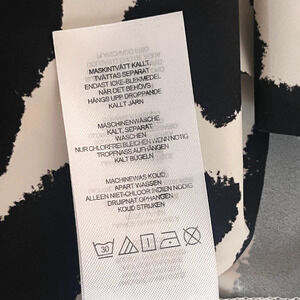 MASKINTVÄTT KALLT,
TVÄTTAS SEPARAT
ENDAST ICKE-BLEKMEDEL
NÄR DET BEHÖVS
HÄNGS UPP DROPPANDE
KALLT JÄRN
MASCHINENWÄSCHE
KALT, SEPARAT
WASCHEN
NUR CHLORFREI BLEICHEN WENN NÖTIG
TROPFNASS AUFHÄNGEN
KALT BÜGELN
MACHINEWAS KOUD,
APART WASSEN
ALLEEN NIET-CHLOOR INDIEN NODIG
DRUIPNAT OPHANGEN
KOUD STRIJKEN
30